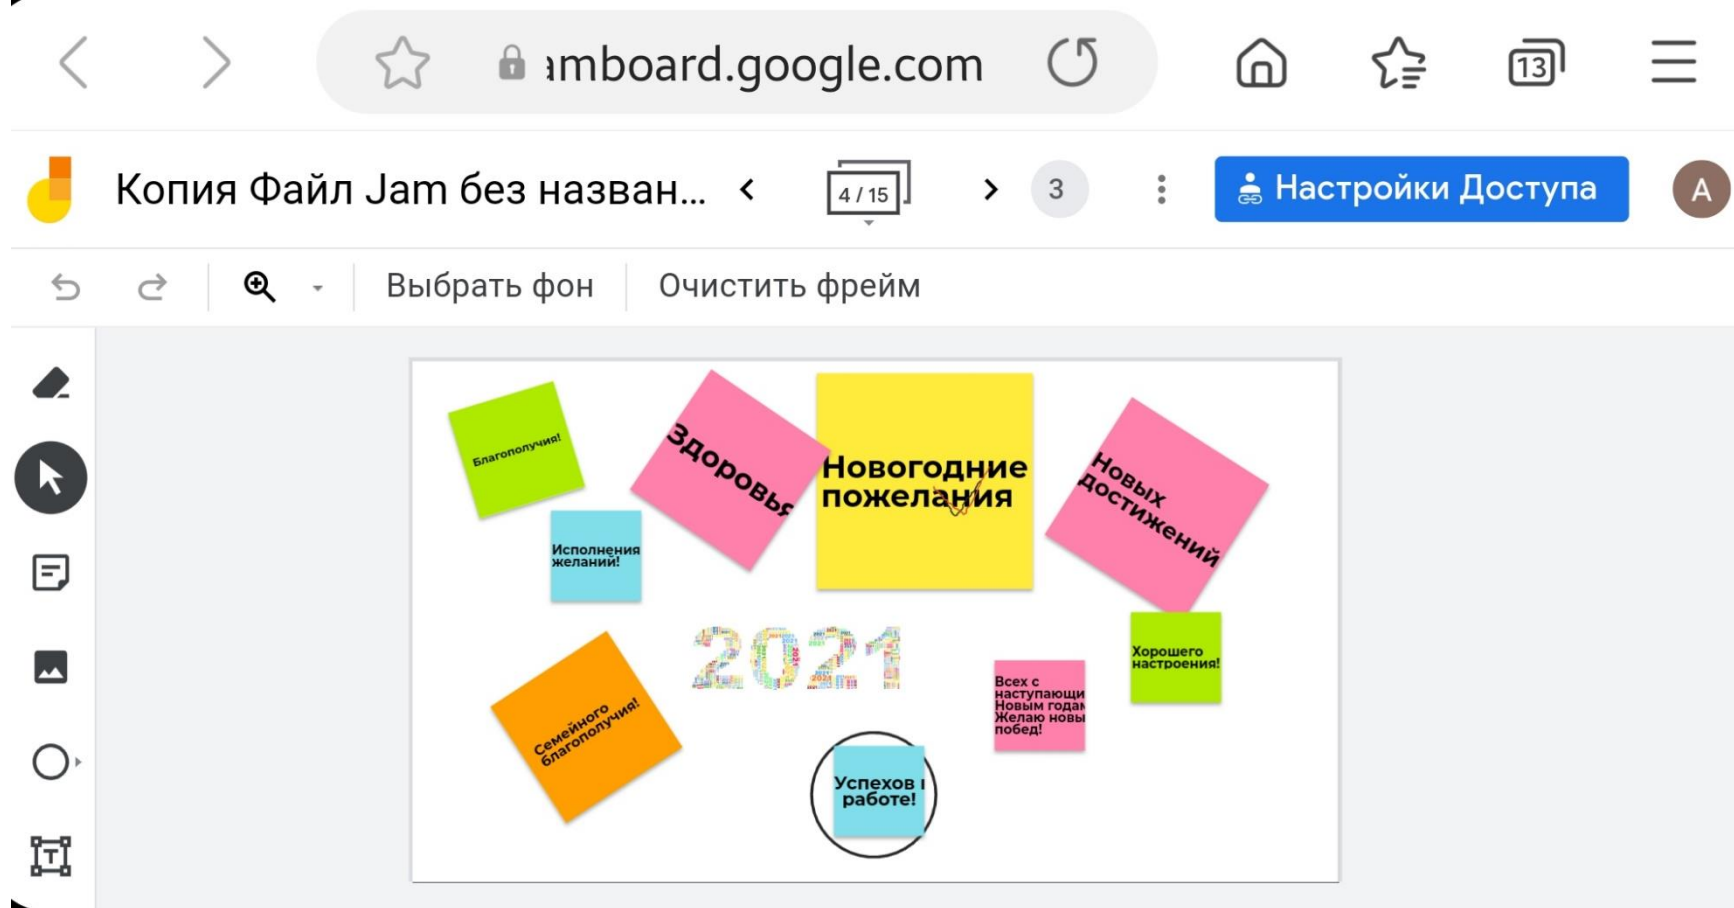 amboard.google.com
13
Копия Файл Jam без назван...
4 / 15
3
Настройки Доступа
А
Выбрать фон
Очистить фрейм
Благополучия!
Здоровья
Новогодние
пожелания
Новых
достижений
Исполнения
желаний!
2021
Хорошего
настроения!
Семейного
благополучия!
Всех с
наступающи
Новым годам
Желаю новы
побед!
Успехов
работе!